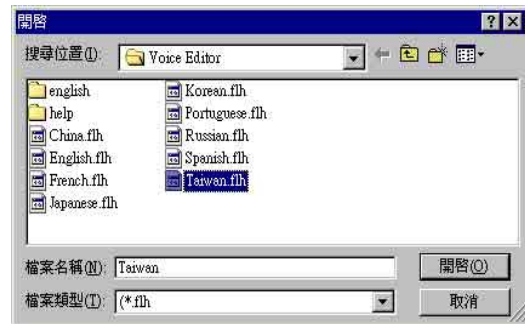 開啓
搜尋位置(I): Voice Editor
english
help
China.flh
English.flh
French.flh
Japanese.flh
Korean.flh
Portuguese.flh
Russian.flh
Spanish.flh
Taiwan.flh
檔案名稱(N): Taiwan
開啓(O)
檔案類型(T): (*.flh
取消